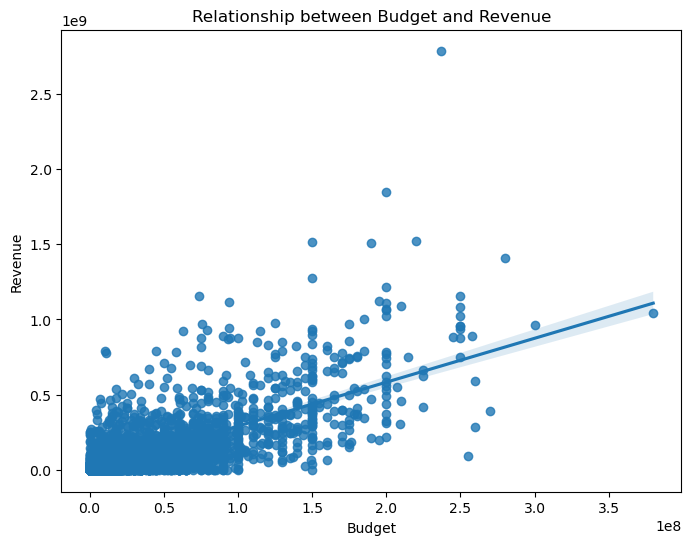 Relationship between Budget and Revenue
1e9
2.5
2.0
1.5
1.0
0.5
0.0
Revenue
0.0 0.5 1.0 1.5 2.0 2.5 3.0 3.5
1e8
Budget